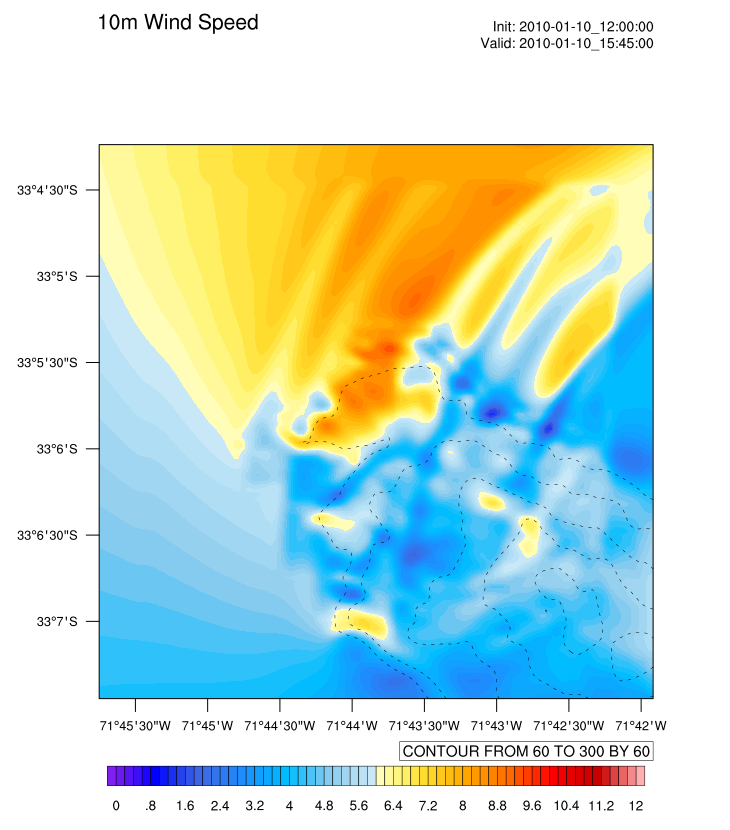 10m Wind Speed
Init: 2010-01-10_12:00:00
Valid: 2010-01-10_15:45:00
33°4'30"S
33°5'S
33°5'30"S
33°6'S
33°6'30"S
33°7'S
71°45'30"W 71°45'W 71°44'30"W 71°44'W 71°43'30"W 71°43'W 71°42'30"W 71°42'W
CONTOUR FROM 60 TO 300 BY 60
0 .8 1.6 2.4 3.2 4 4.8 5.6 6.4 7.2 8 8.8 9.6 10.4 11.2 12